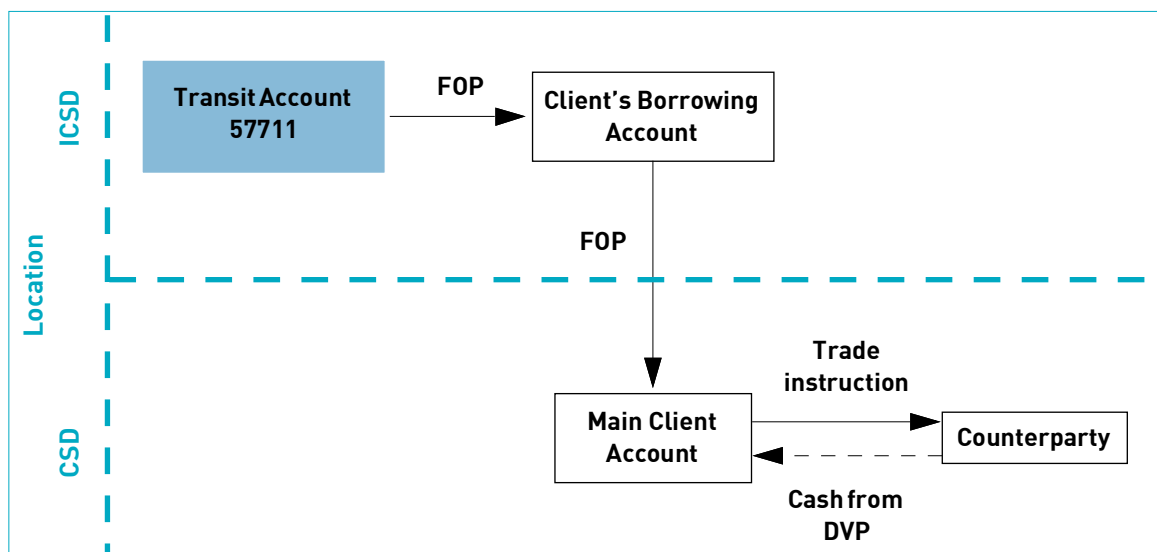 Location
ICSD
Transit Account
57711
FOP
Client's Borrowing
Account
FOP
CSD
Main Client
Account
Trade
instruction
Counterparty
Cash from
DVP